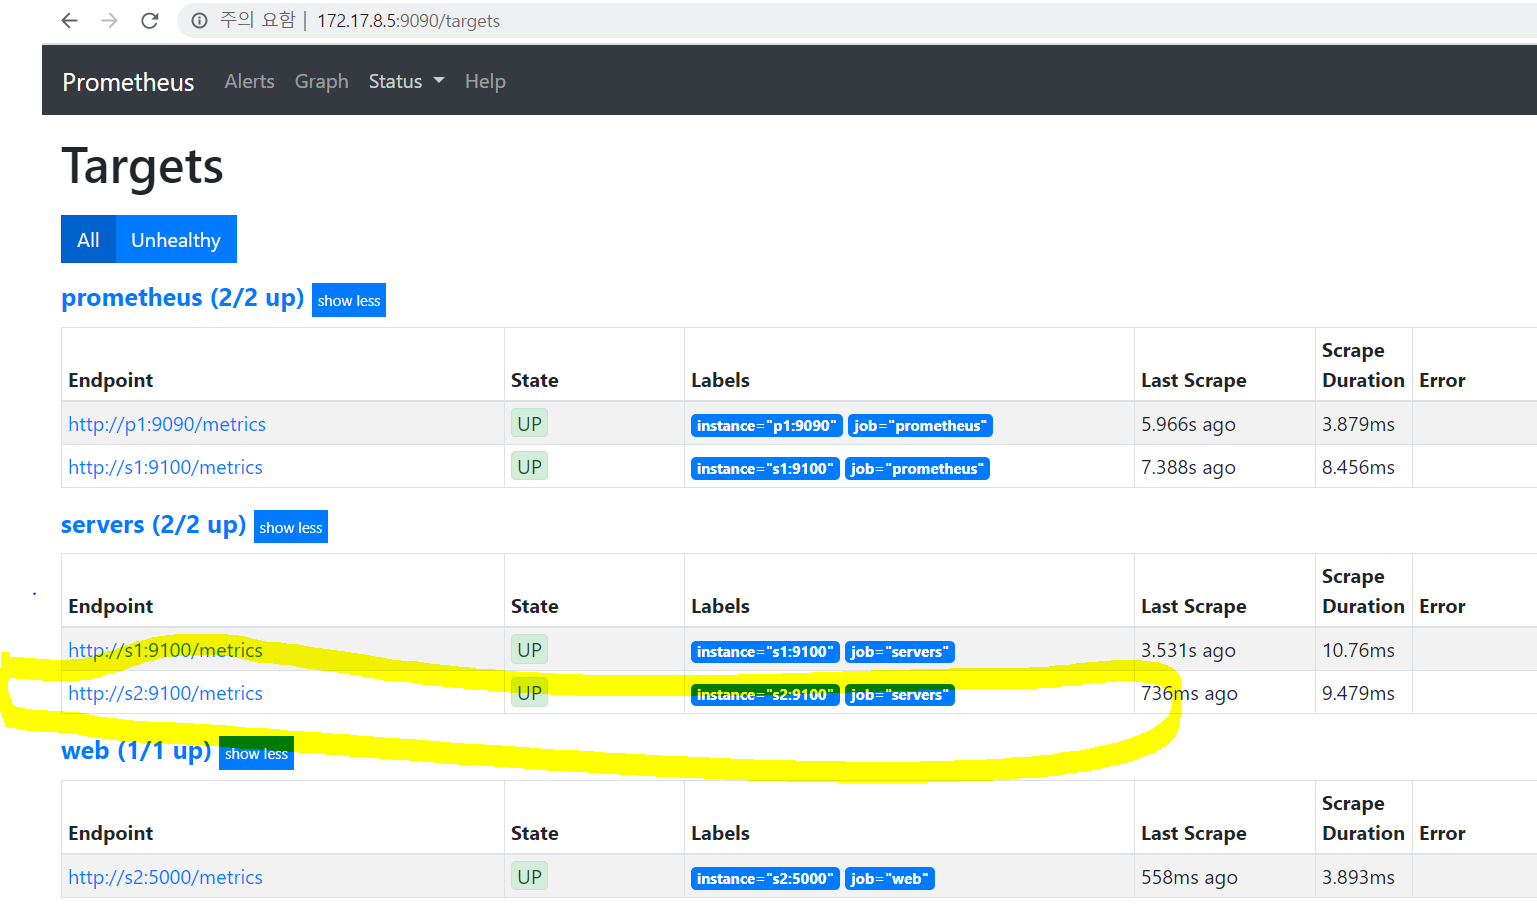 주의 요함 | 172.17.8.5:9090/targets
Prometheus Alerts Graph Status Help
Targets
All Unhealthy
prometheus (2/2 up) show less
Endpoint State Labels Last Scrape Scrape Duration Error
http://p1:9090/metrics UP instance="p1:9090" job="prometheus" 5.966s ago 3.879ms
http://s1:9100/metrics UP instance="s1:9100" job="prometheus" 7.388s ago 8.456ms
servers (2/2 up) show less
Endpoint State Labels Last Scrape Scrape Duration Error
http://s1:9100/metrics UP instance="s1:9100" job="servers" 3.531s ago 10.76ms
http://s2:9100/metrics UP instance="s2:9100" job="servers" 736ms ago 9.479ms
web (1/1 up) show less
Endpoint State Labels Last Scrape Scrape Duration Error
http://s2:5000/metrics UP instance="s2:5000" job="web" 558ms ago 3.893ms